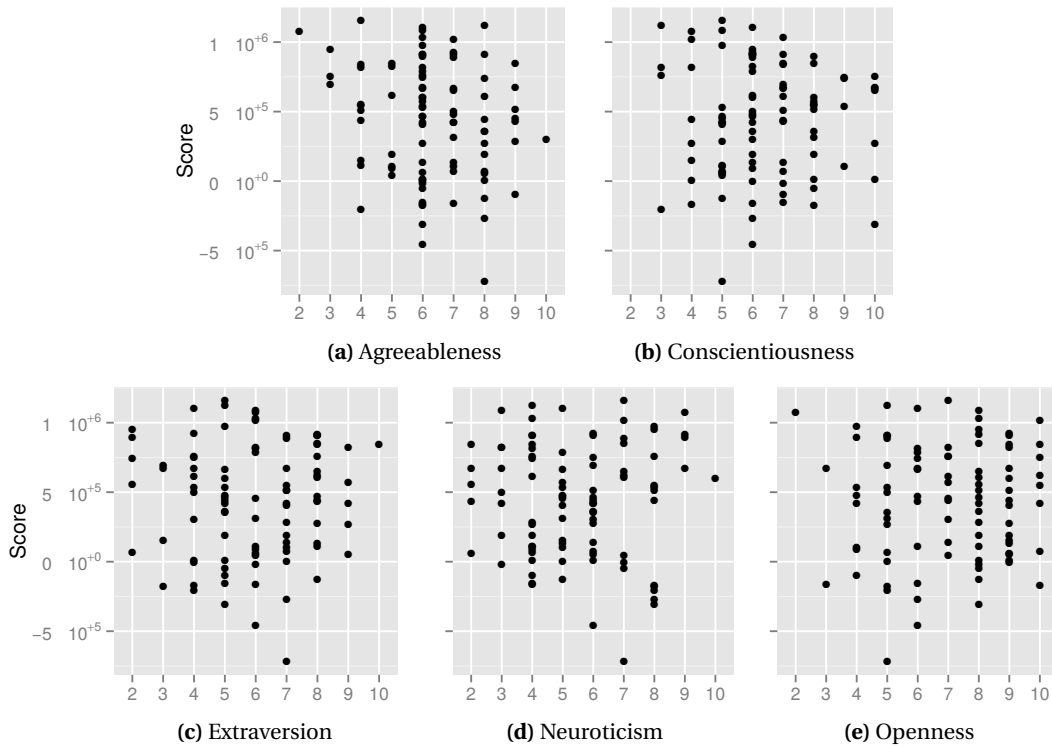 1 10⁺⁶
5 10⁺⁵
0 10⁺⁰
−5 10⁺⁵
Score
2 3 4 5 6 7 8 9 10
2 3 4 5 6 7 8 9 10
(a) Agreeableness
(b) Conscientiousness
1 10⁺⁶
5 10⁺⁵
0 10⁺⁰
−5 10⁺⁵
Score
2 3 4 5 6 7 8 9 10
2 3 4 5 6 7 8 9 10
2 3 4 5 6 7 8 9 10
(c) Extraversion
(d) Neuroticism
(e) Openness